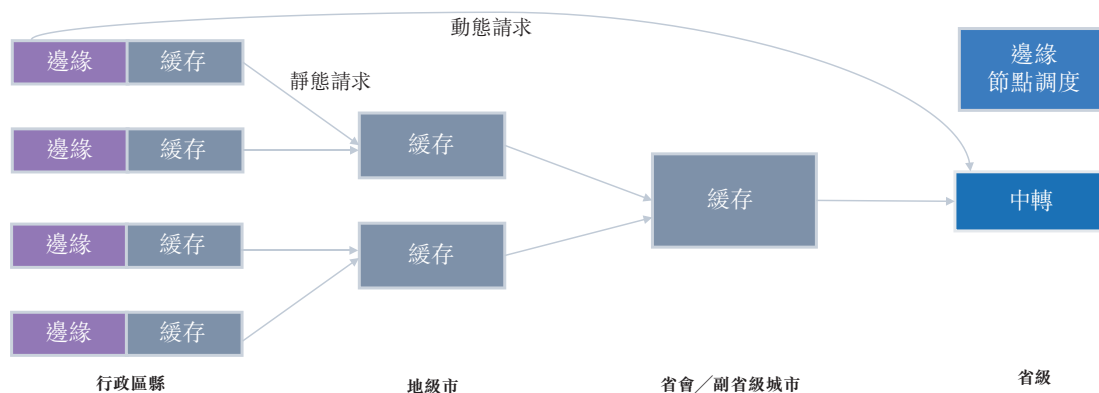 動態請求
邊緣
緩存
靜態請求
邊緣
緩存
邊緣
緩存
邊緣
緩存
緩存
緩存
緩存
邊緣
節點調度
中轉
行政區縣
地級市
省會／副省級城市
省級